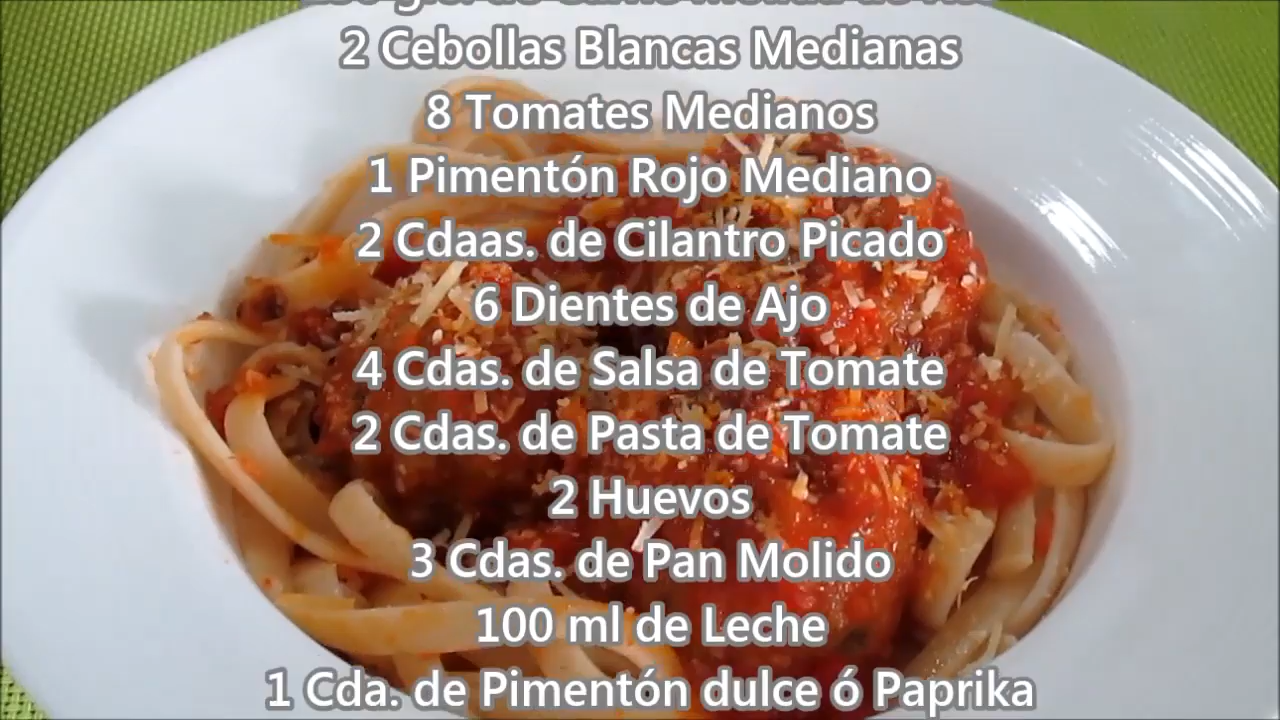 2 Cebollas Blancas Medianas
8 Tomates Medianos
1 Pimentón Rojo Mediano
2 Cdaas. de Cilantro Picado
6 Dientes de Ajo
4 Cdas. de Salsa de Tomate
2 Cdas. de Pasta de Tomate
2 Huevos
3 Cdas. de Pan Molido
100 ml de Leche
1 Cda. de Pimentón dulce ó Paprika